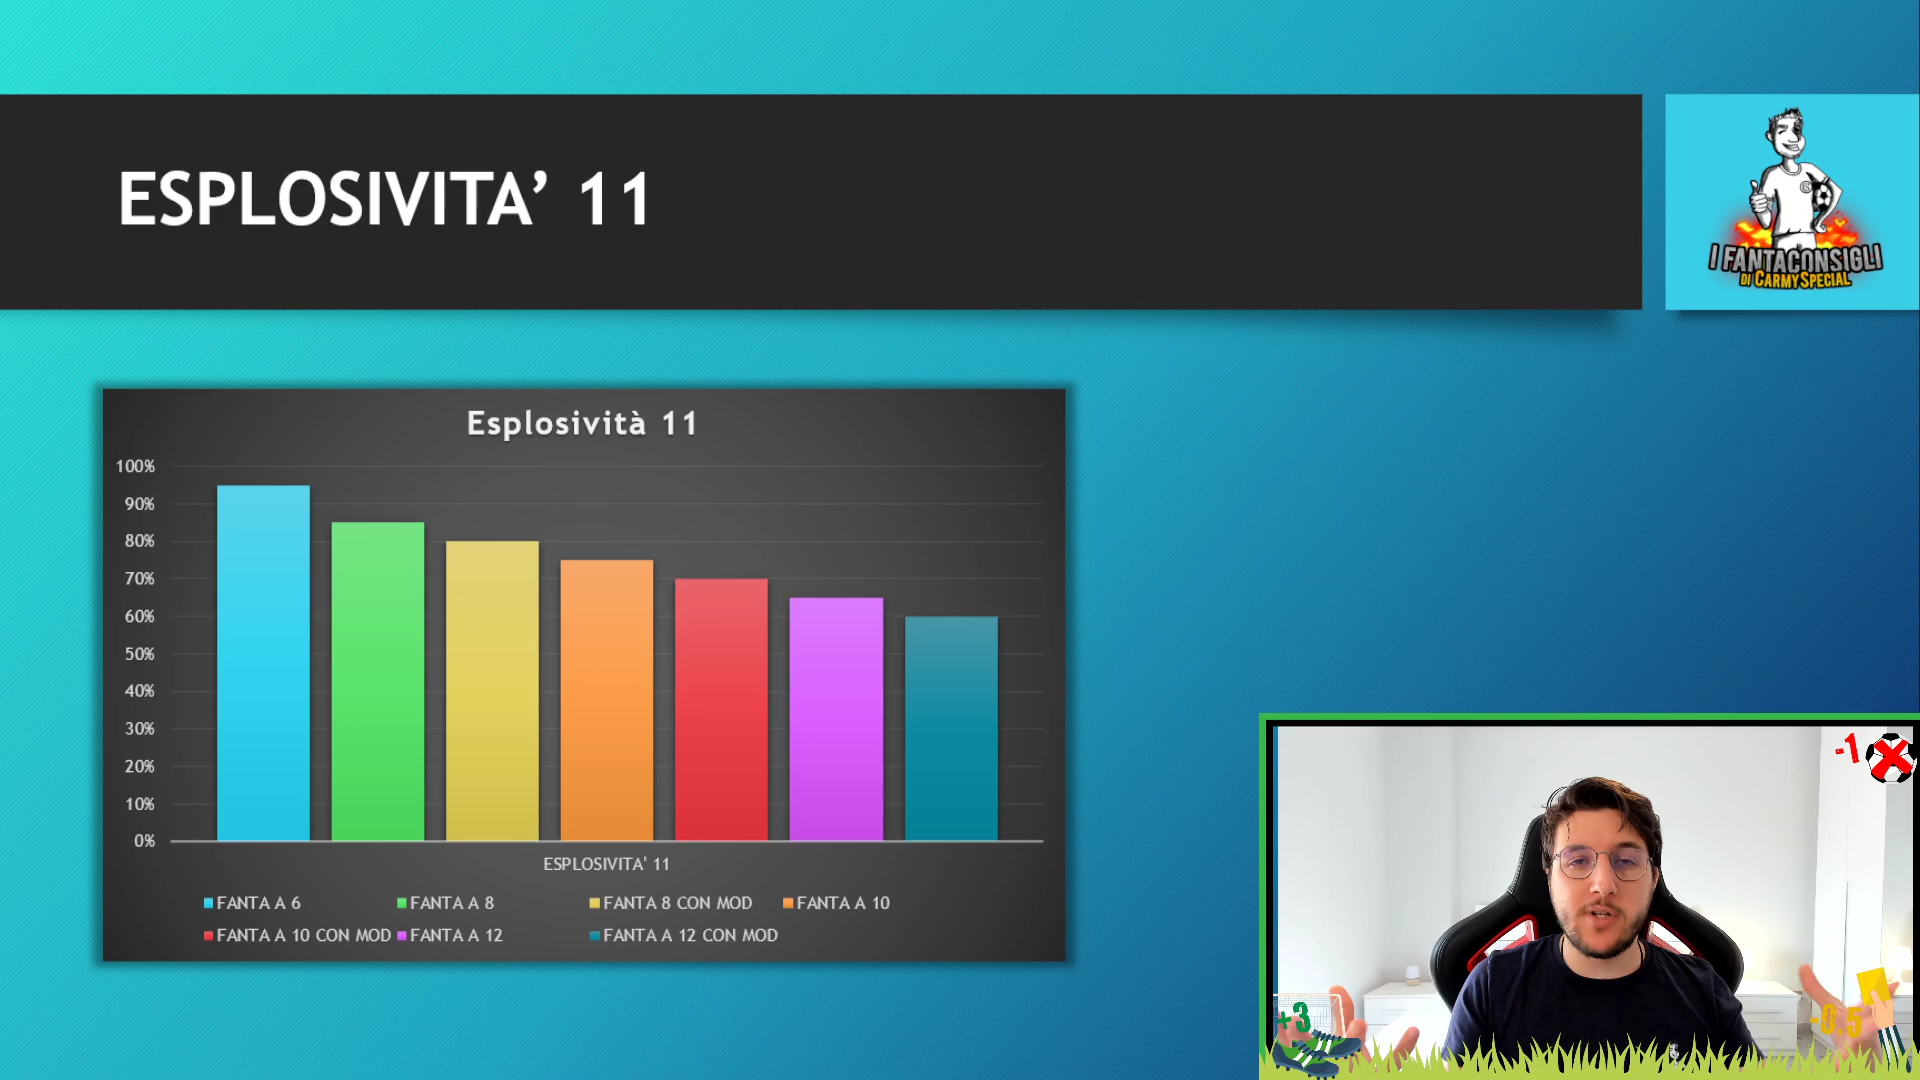 ESPLOSIVITA’ 11
I FANTACONSIGLI
DI CARMYSPECIAL
Esplosività 11
100%
90%
80%
70%
60%
50%
40%
30%
20%
10%
0%
ESPLOSIVITA' 11
FANTA A 6 FANTA A 8 FANTA 8 CON MOD FANTA A 10
FANTA A 10 CON MOD FANTA A 12 FANTA A 12 CON MOD
-1
+3
-0,5